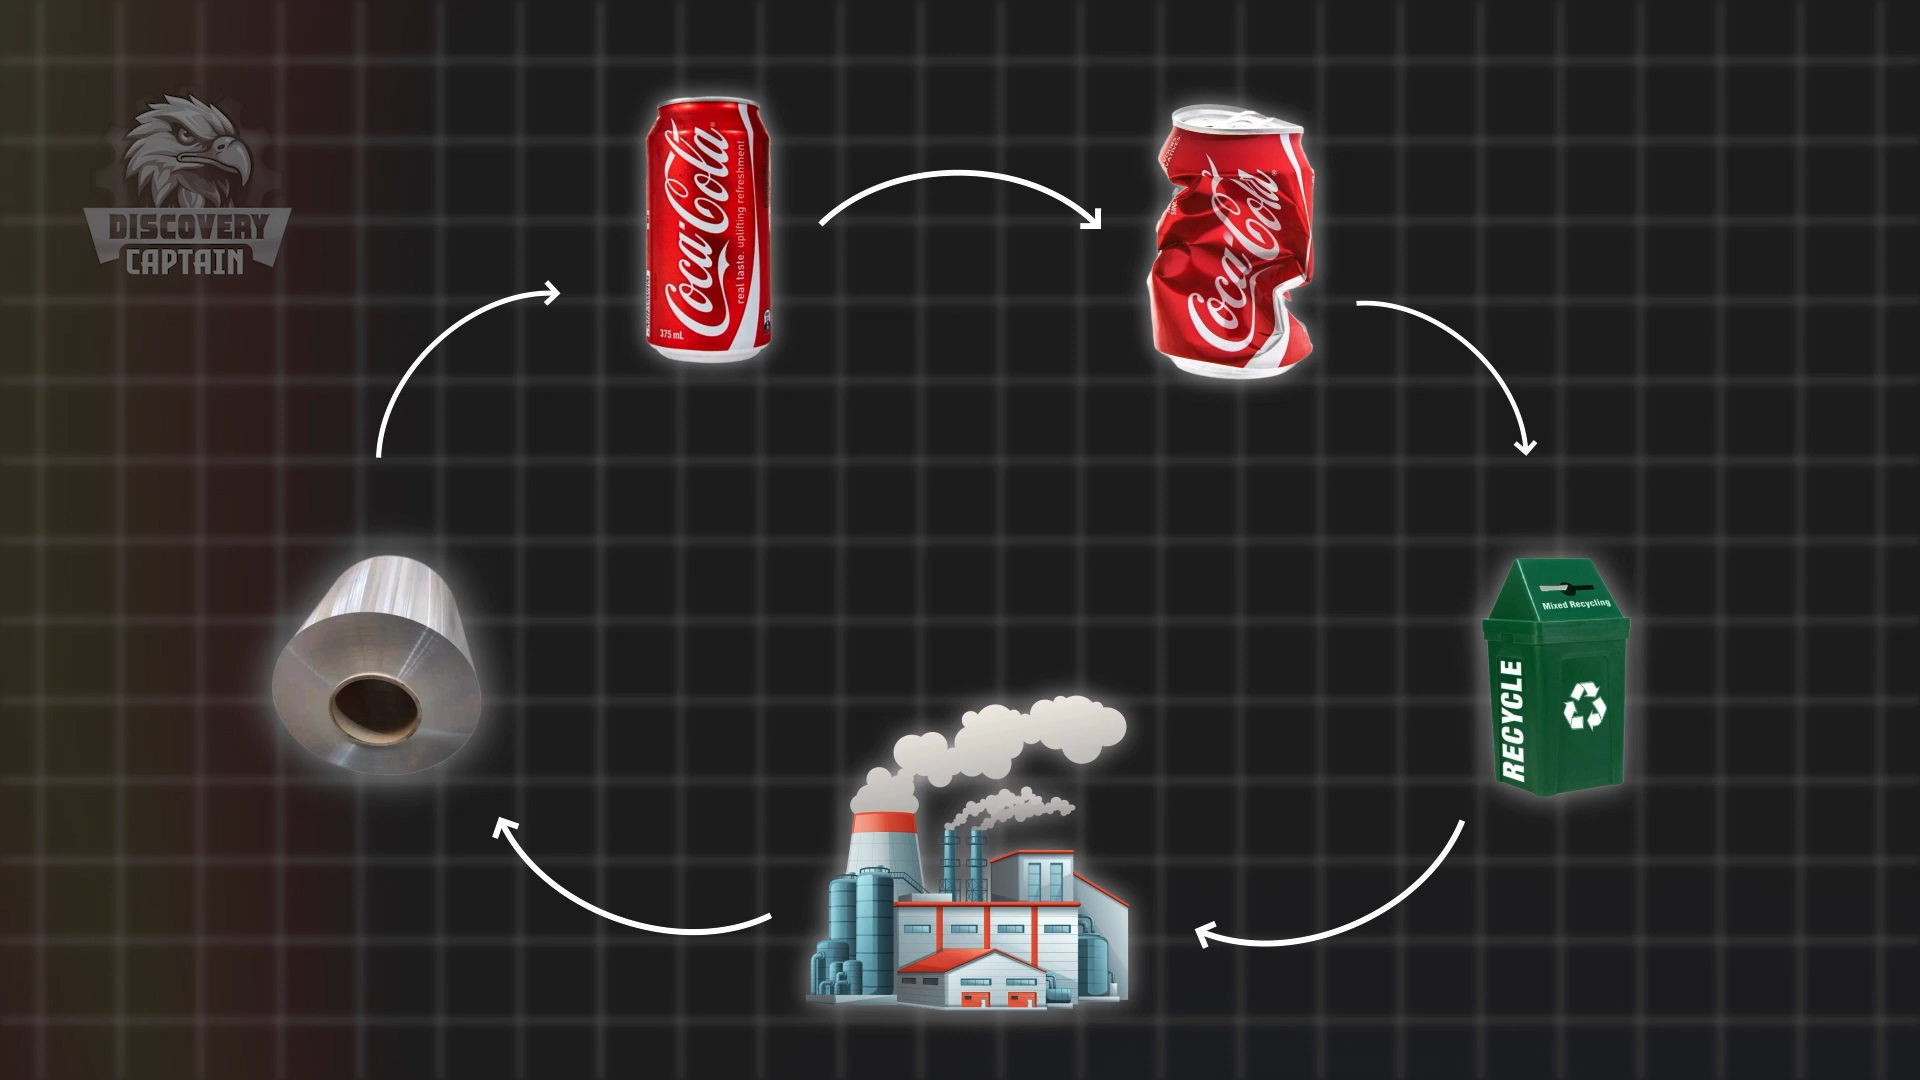 DISCOVERY
CAPTAIN
Coca-Cola
real taste. uplifting refreshment
375 mL
Coca-Cola
Mixed Recycling
RECYCLE